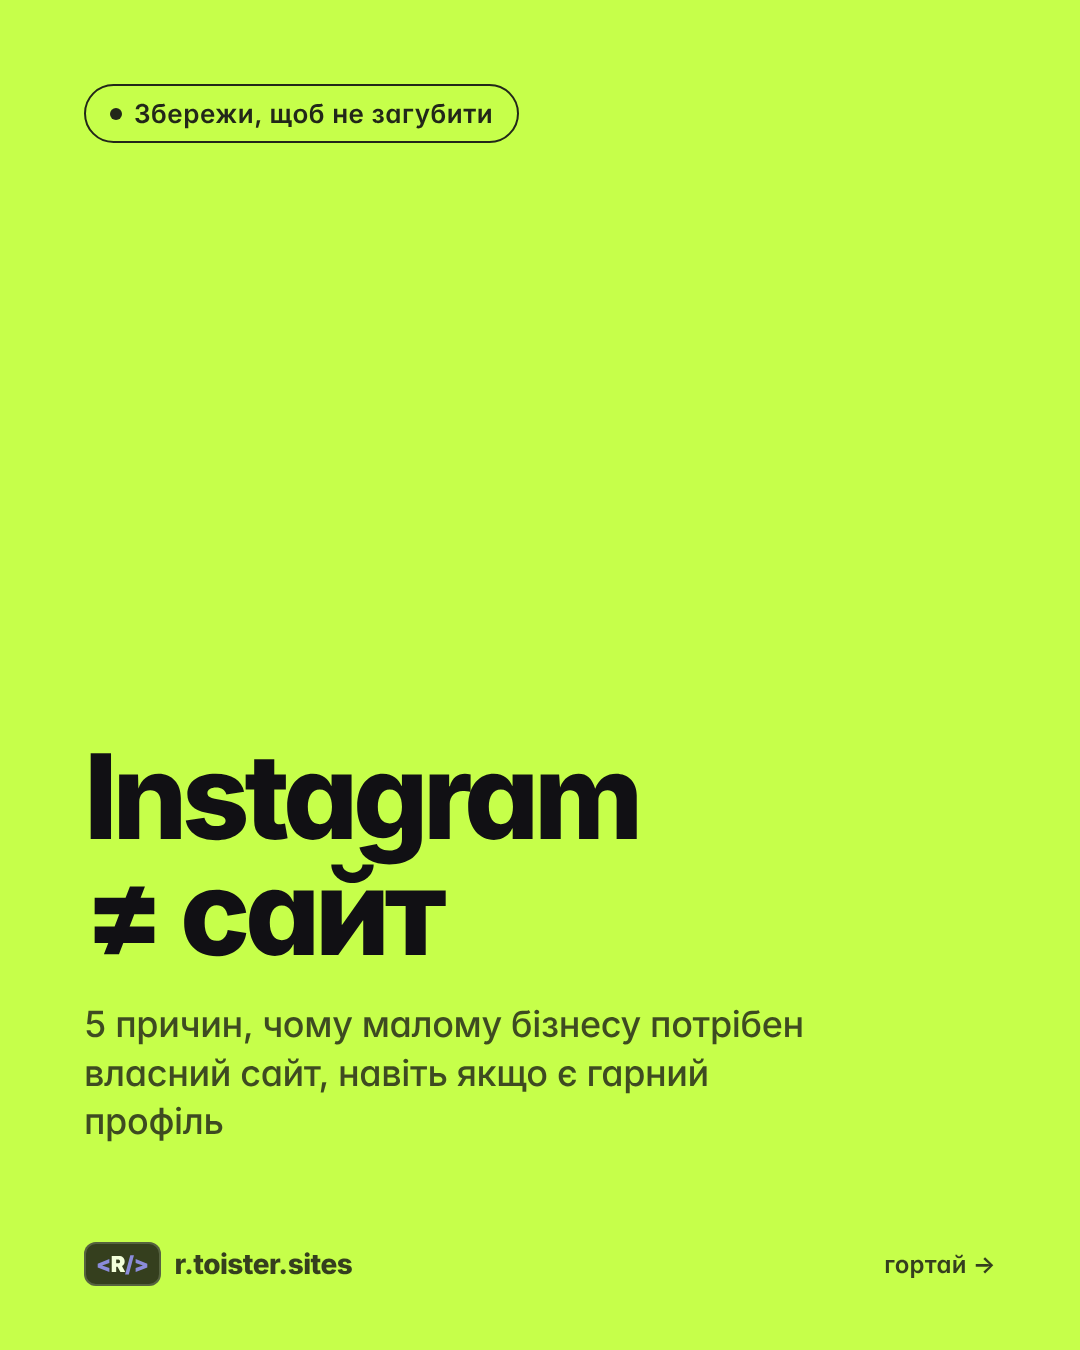 Збережи, щоб не загубити
Instagram
≠ сайт
5 причин, чому малому бізнесу потрібен
власний сайт, навіть якщо є гарний
профіль
<R/> r.toister.sites
гортай →